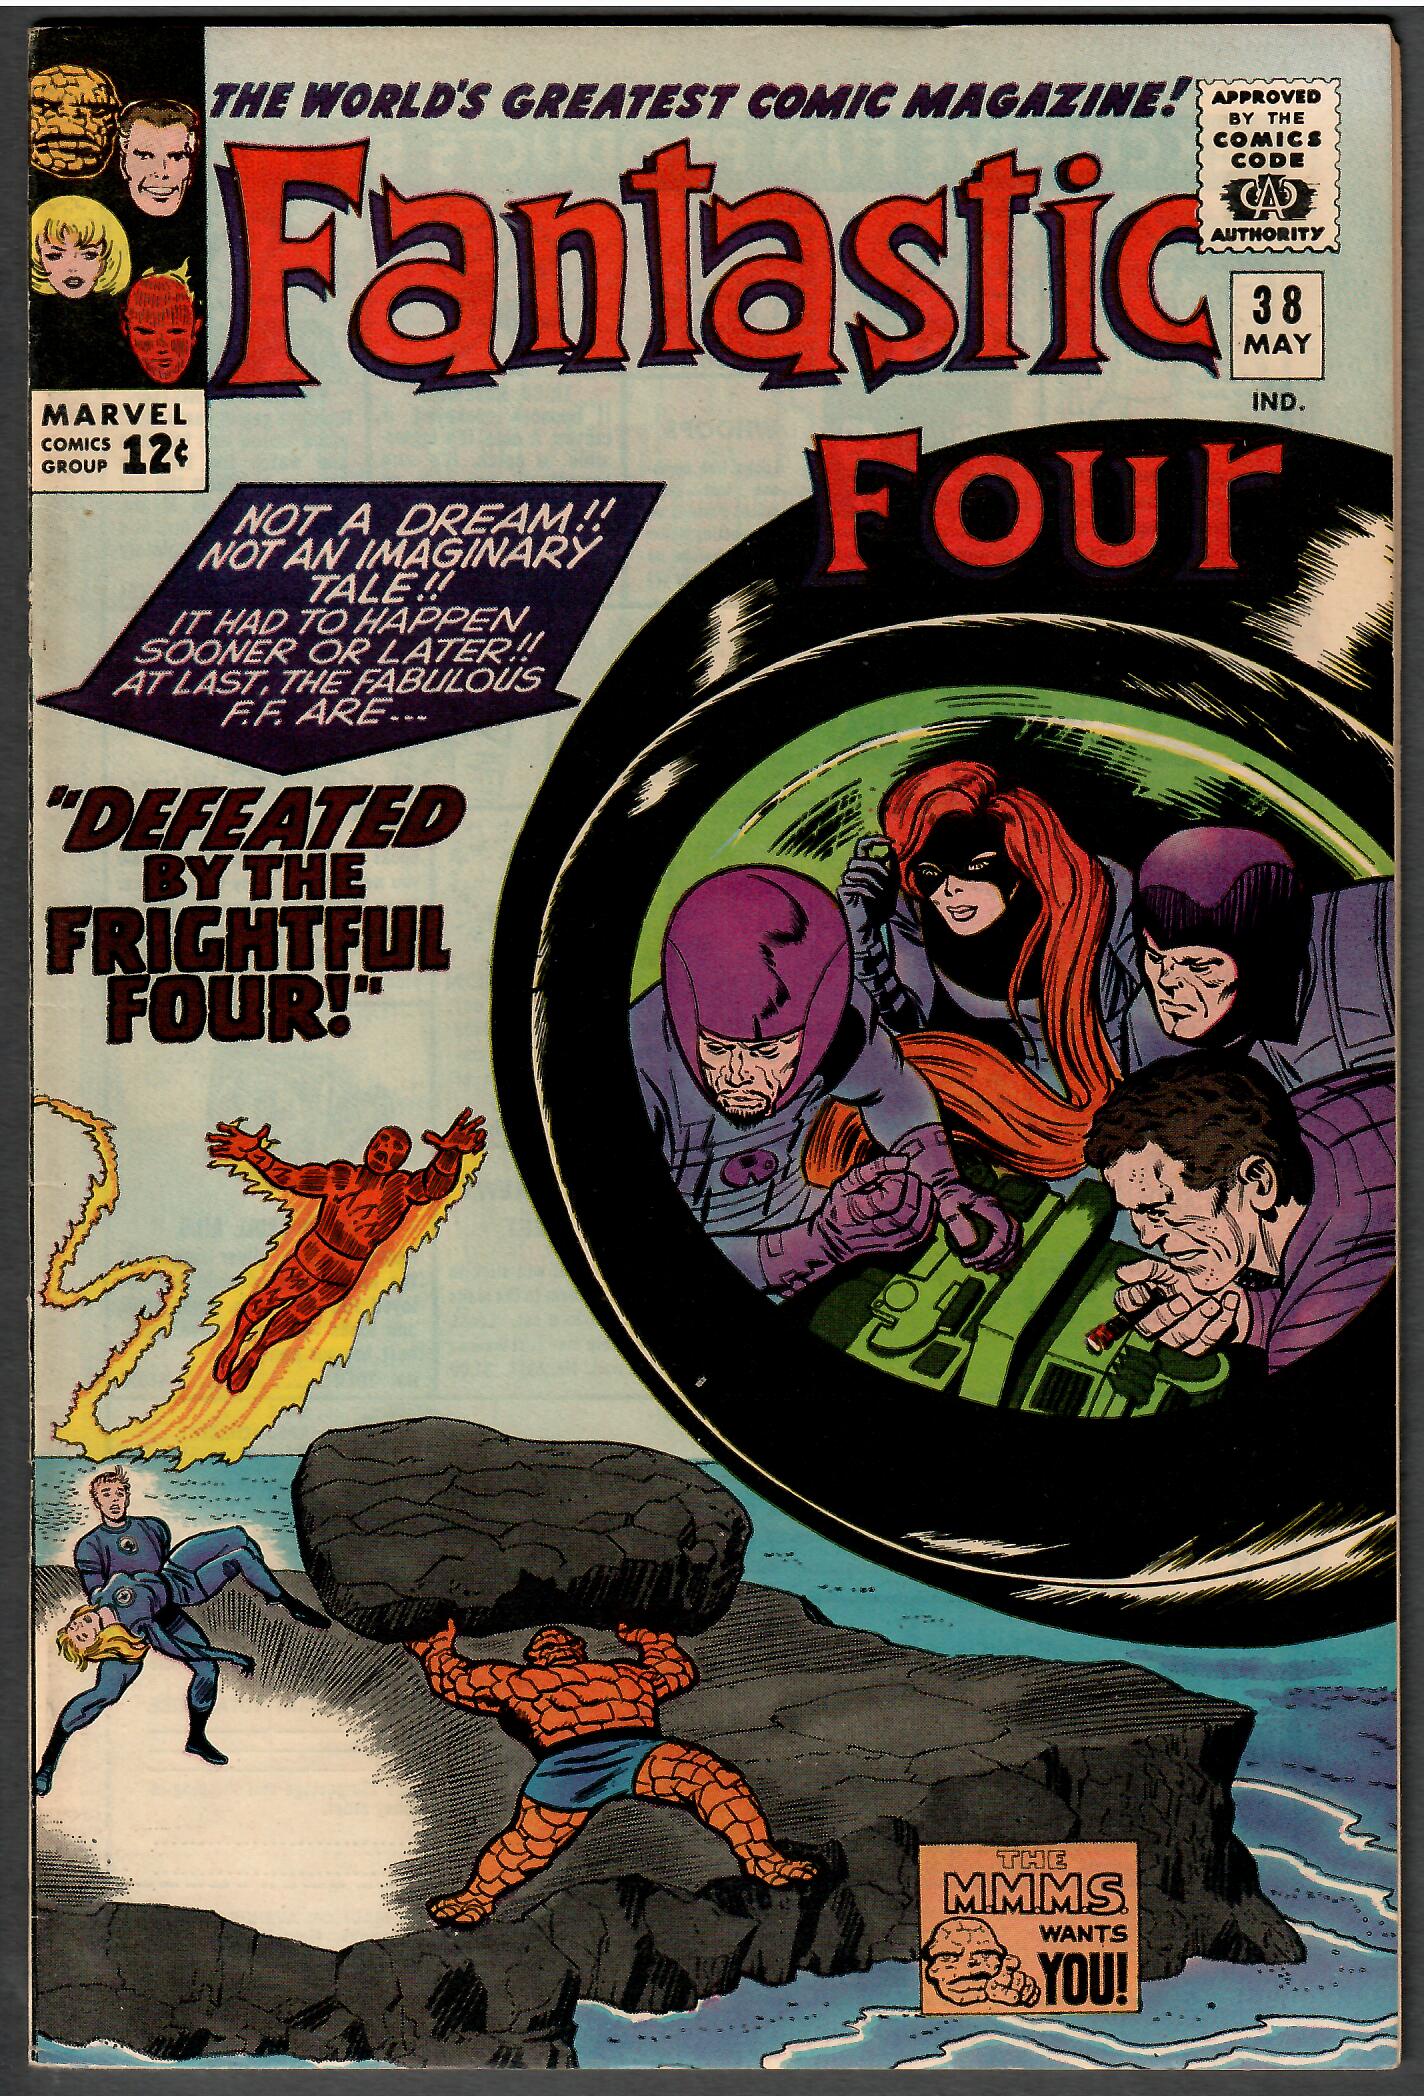 THE WORLD'S GREATEST COMIC MAGAZINE!
Fantastic
Four
APPROVED
BY THE
COMICS
CODE
CA
AUTHORITY
38
MAY
IND.
MARVEL
COMICS
GROUP 12¢
NOT A DREAM!!
NOT AN IMAGINARY
TALE!!
IT HAD TO HAPPEN
SOONER OR LATER!!
AT LAST, THE FABULOUS
F.F. ARE---
"DEFEATED
BY THE
FRIGHTFUL
FOUR!"
THE
M.M.M.S.
WANTS
YOU!